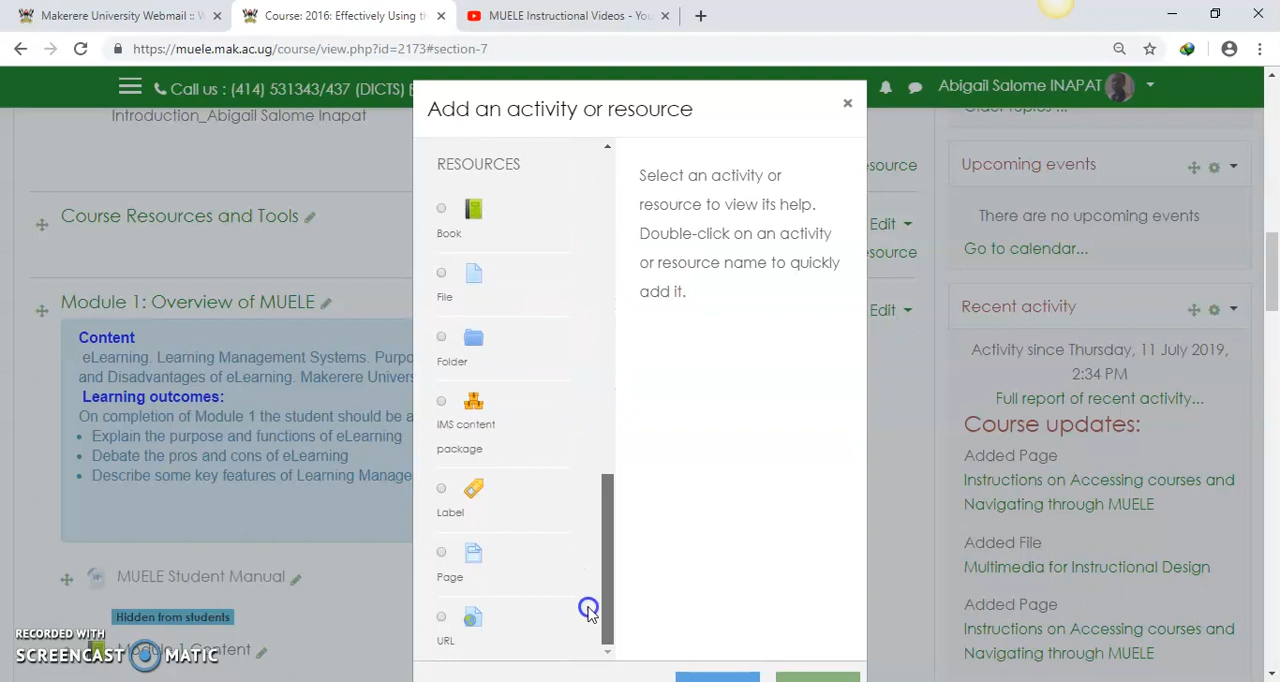 Makerere University Webmail ::
Course: 2016: Effectively Using th
MUELE Instructional Videos - You
https://muele.mak.ac.ug/course/view.php?id=2173#section-7
Call us : (414) 531343/437 (DICTS)
Abigail Salome INAPAT
Introduction_Abigail Salome Inapat
Add an activity or resource
RESOURCES
Book
File
Folder
IMS content
package
Label
Page
URL
Select an activity or
resource to view its help.
Double-click on an activity
or resource name to quickly
add it.
esource
Course Resources and Tools
Edit
esource
Module 1: Overview of MUELE
Edit
Content
eLearning. Learning Management Systems. Purpo
and Disadvantages of eLearning. Makerere Univers
Learning outcomes:
On completion of Module 1 the student should be a
Explain the purpose and functions of eLearning
Debate the pros and cons of eLearning
Describe some key features of Learning Manage
MUELE Student Manual
Hidden from students
Content
RECORDED WITH
SCREENCAST MATIC
Older Topics ...
Upcoming events
There are no upcoming events
Go to calendar...
Recent activity
Activity since Thursday, 11 July 2019,
2:34 PM
Full report of recent activity...
Course updates:
Added Page
Instructions on Accessing courses and
Navigating through MUELE
Added File
Multimedia for Instructional Design
Added Page
Instructions on Accessing courses and
Navigating through MUELE